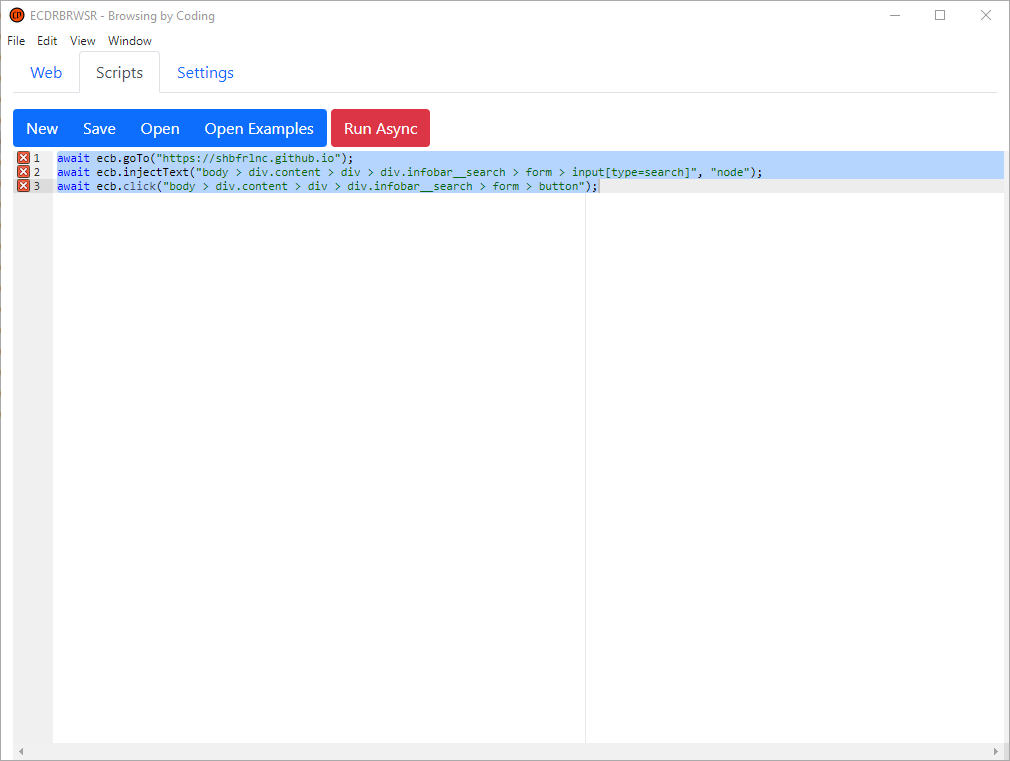 ECDRBRWSR - Browsing by Coding
File Edit View Window
Web Scripts Settings
New Save Open Open Examples Run Async
1 await ecb.goTo("https://shbfrlnc.github.io");
2 await ecb.injectText("body > div.content > div > div.infobar__search > form > input[type=search]", "node");
3 await ecb.click("body > div.content > div > div.infobar__search > form > button");